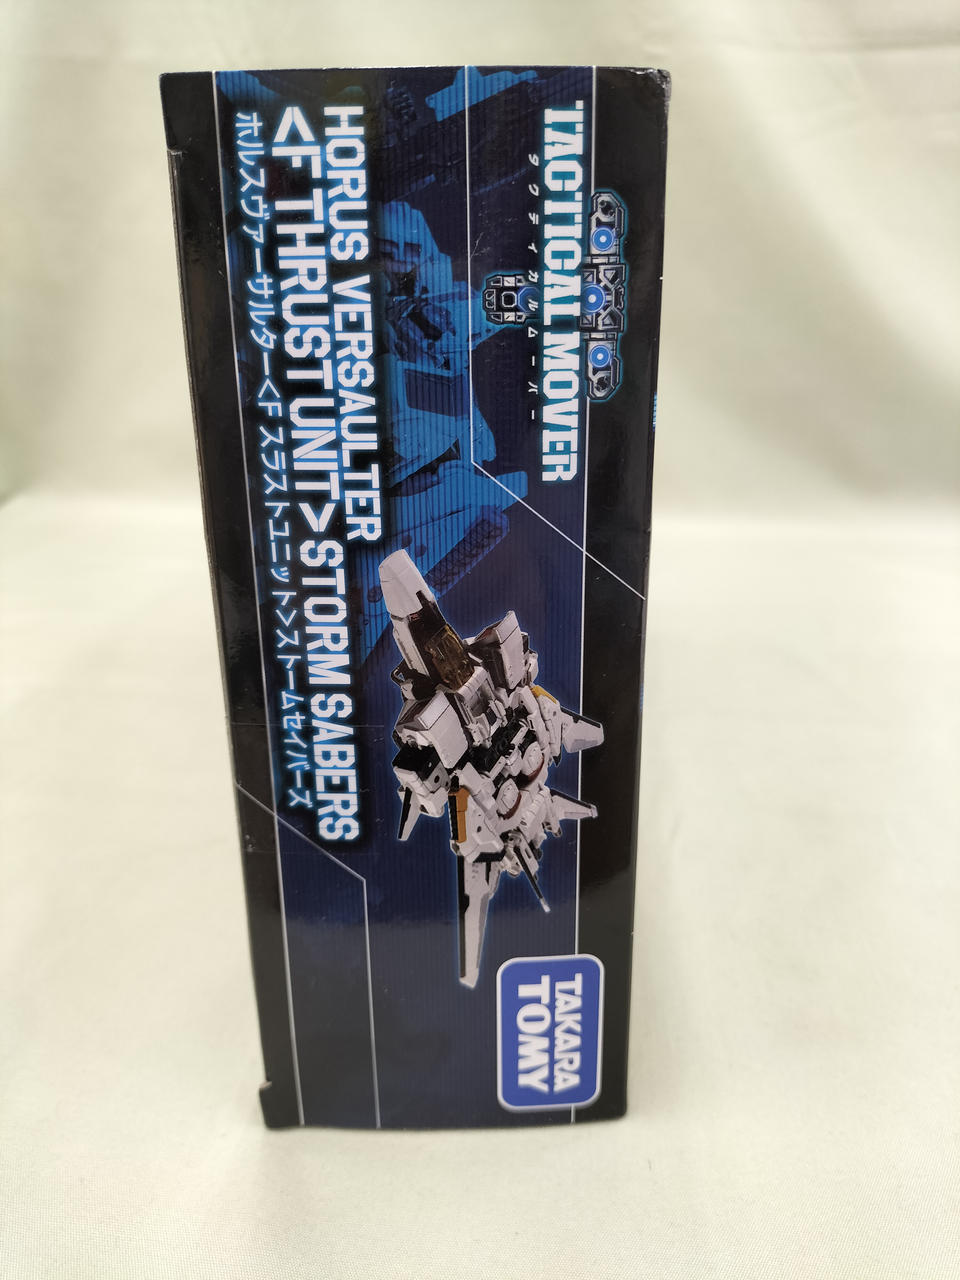 TACTICAL MOVER
タクティカルムーバー
HORUS VERSAULTER
<F THRUST UNIT> STORM SABERS
ホルスヴァーサルター<F スラストユニット>ストームセイバーズ
TAKARA
TOMY